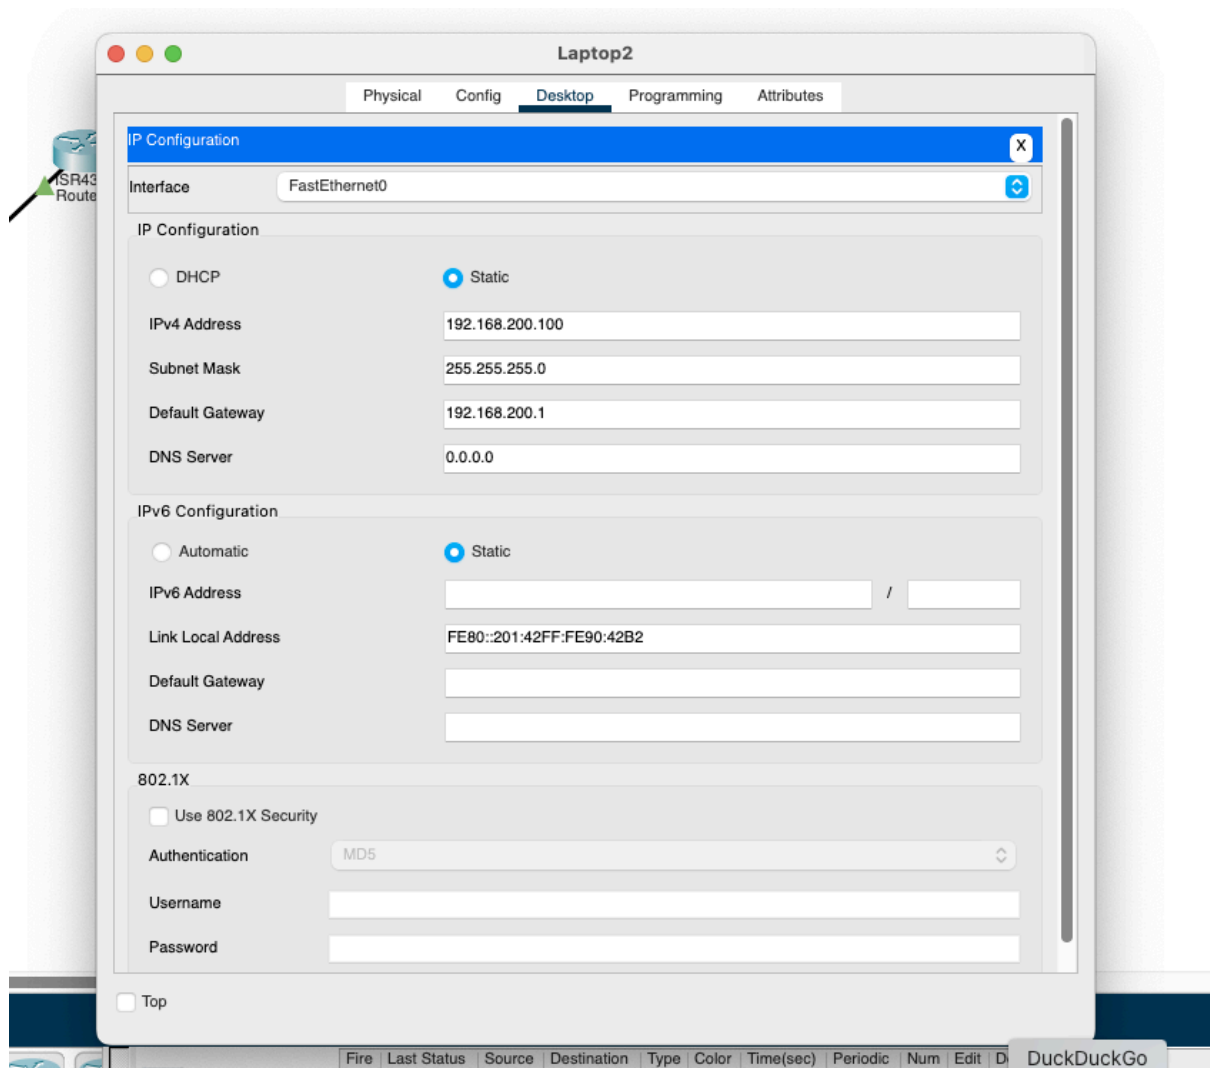 Laptop2
Physical Config Desktop Programming Attributes
IP Configuration X
Interface FastEthernet0
IP Configuration
DHCP Static
IPv4 Address 192.168.200.100
Subnet Mask 255.255.255.0
Default Gateway 192.168.200.1
DNS Server 0.0.0.0
IPv6 Configuration
Automatic Static
IPv6 Address /
Link Local Address FE80::201:42FF:FE90:42B2
Default Gateway
DNS Server
802.1X
Use 802.1X Security
Authentication MD5
Username
Password
Top
ISR43
Route
Fire Last Status Source Destination Type Color Time(sec) Periodic Num Edit D
DuckDuckGo